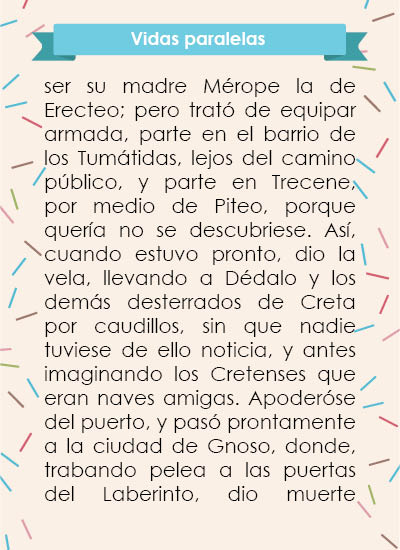 Vidas paralelas
ser su madre Mérope la de
Erecteo; pero trató de equipar
armada, parte en el barrio de
los Tumátidas, lejos del camino
público, y parte en Trecene,
por medio de Piteo, porque
quería no se descubriese. Así,
cuando estuvo pronto, dio la
vela, llevando a Dédalo y los
demás desterrados de Creta
por caudillos, sin que nadie
tuviese de ello noticia, y antes
imaginando los Cretenses que
eran naves amigas. Apoderóse
del puerto, y pasó prontamente
a la ciudad de Gnoso, donde,
trabando pelea a las puertas
del Laberinto, dio muerte